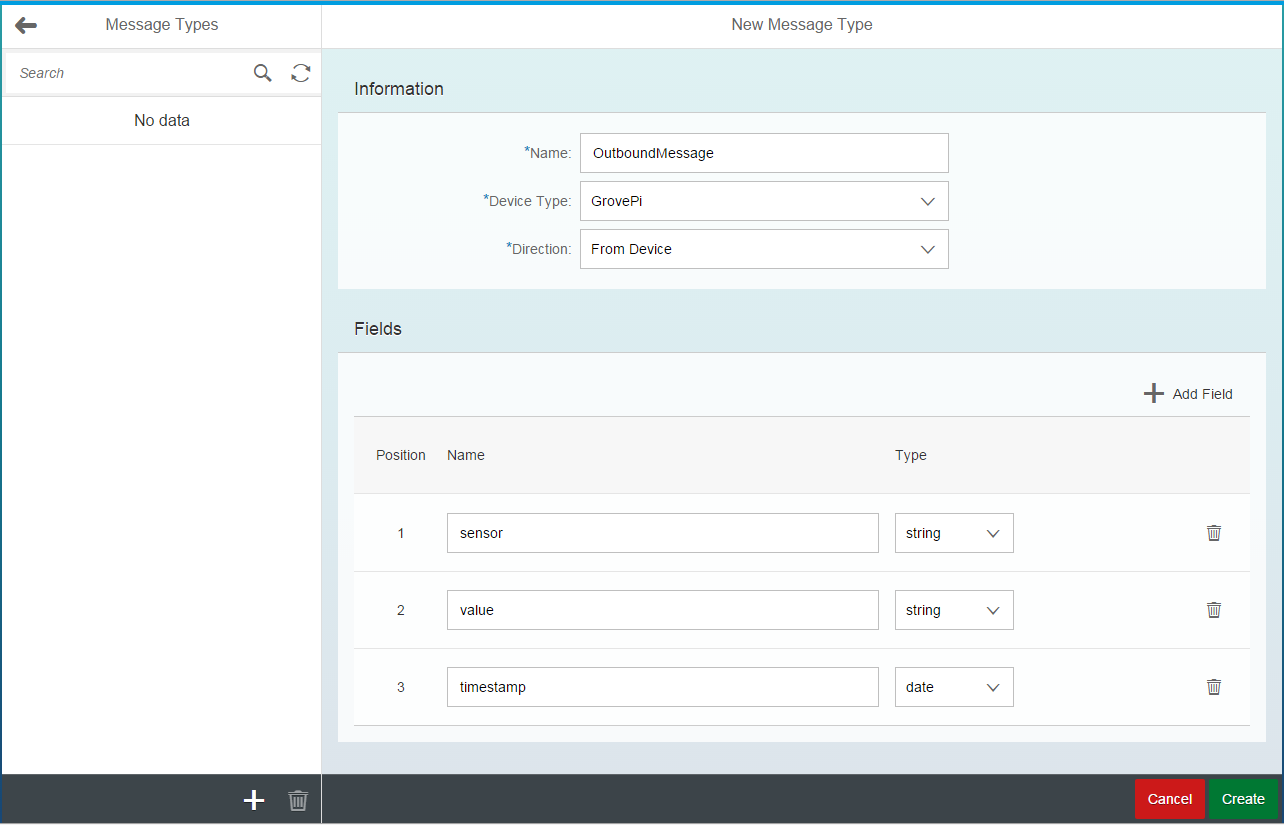 Message Types
New Message Type
Search
No data
Information
*Name: OutboundMessage
*Device Type: GrovePi
*Direction: From Device
Fields
Add Field
Position Name Type
1 sensor string
2 value string
3 timestamp date
Cancel Create